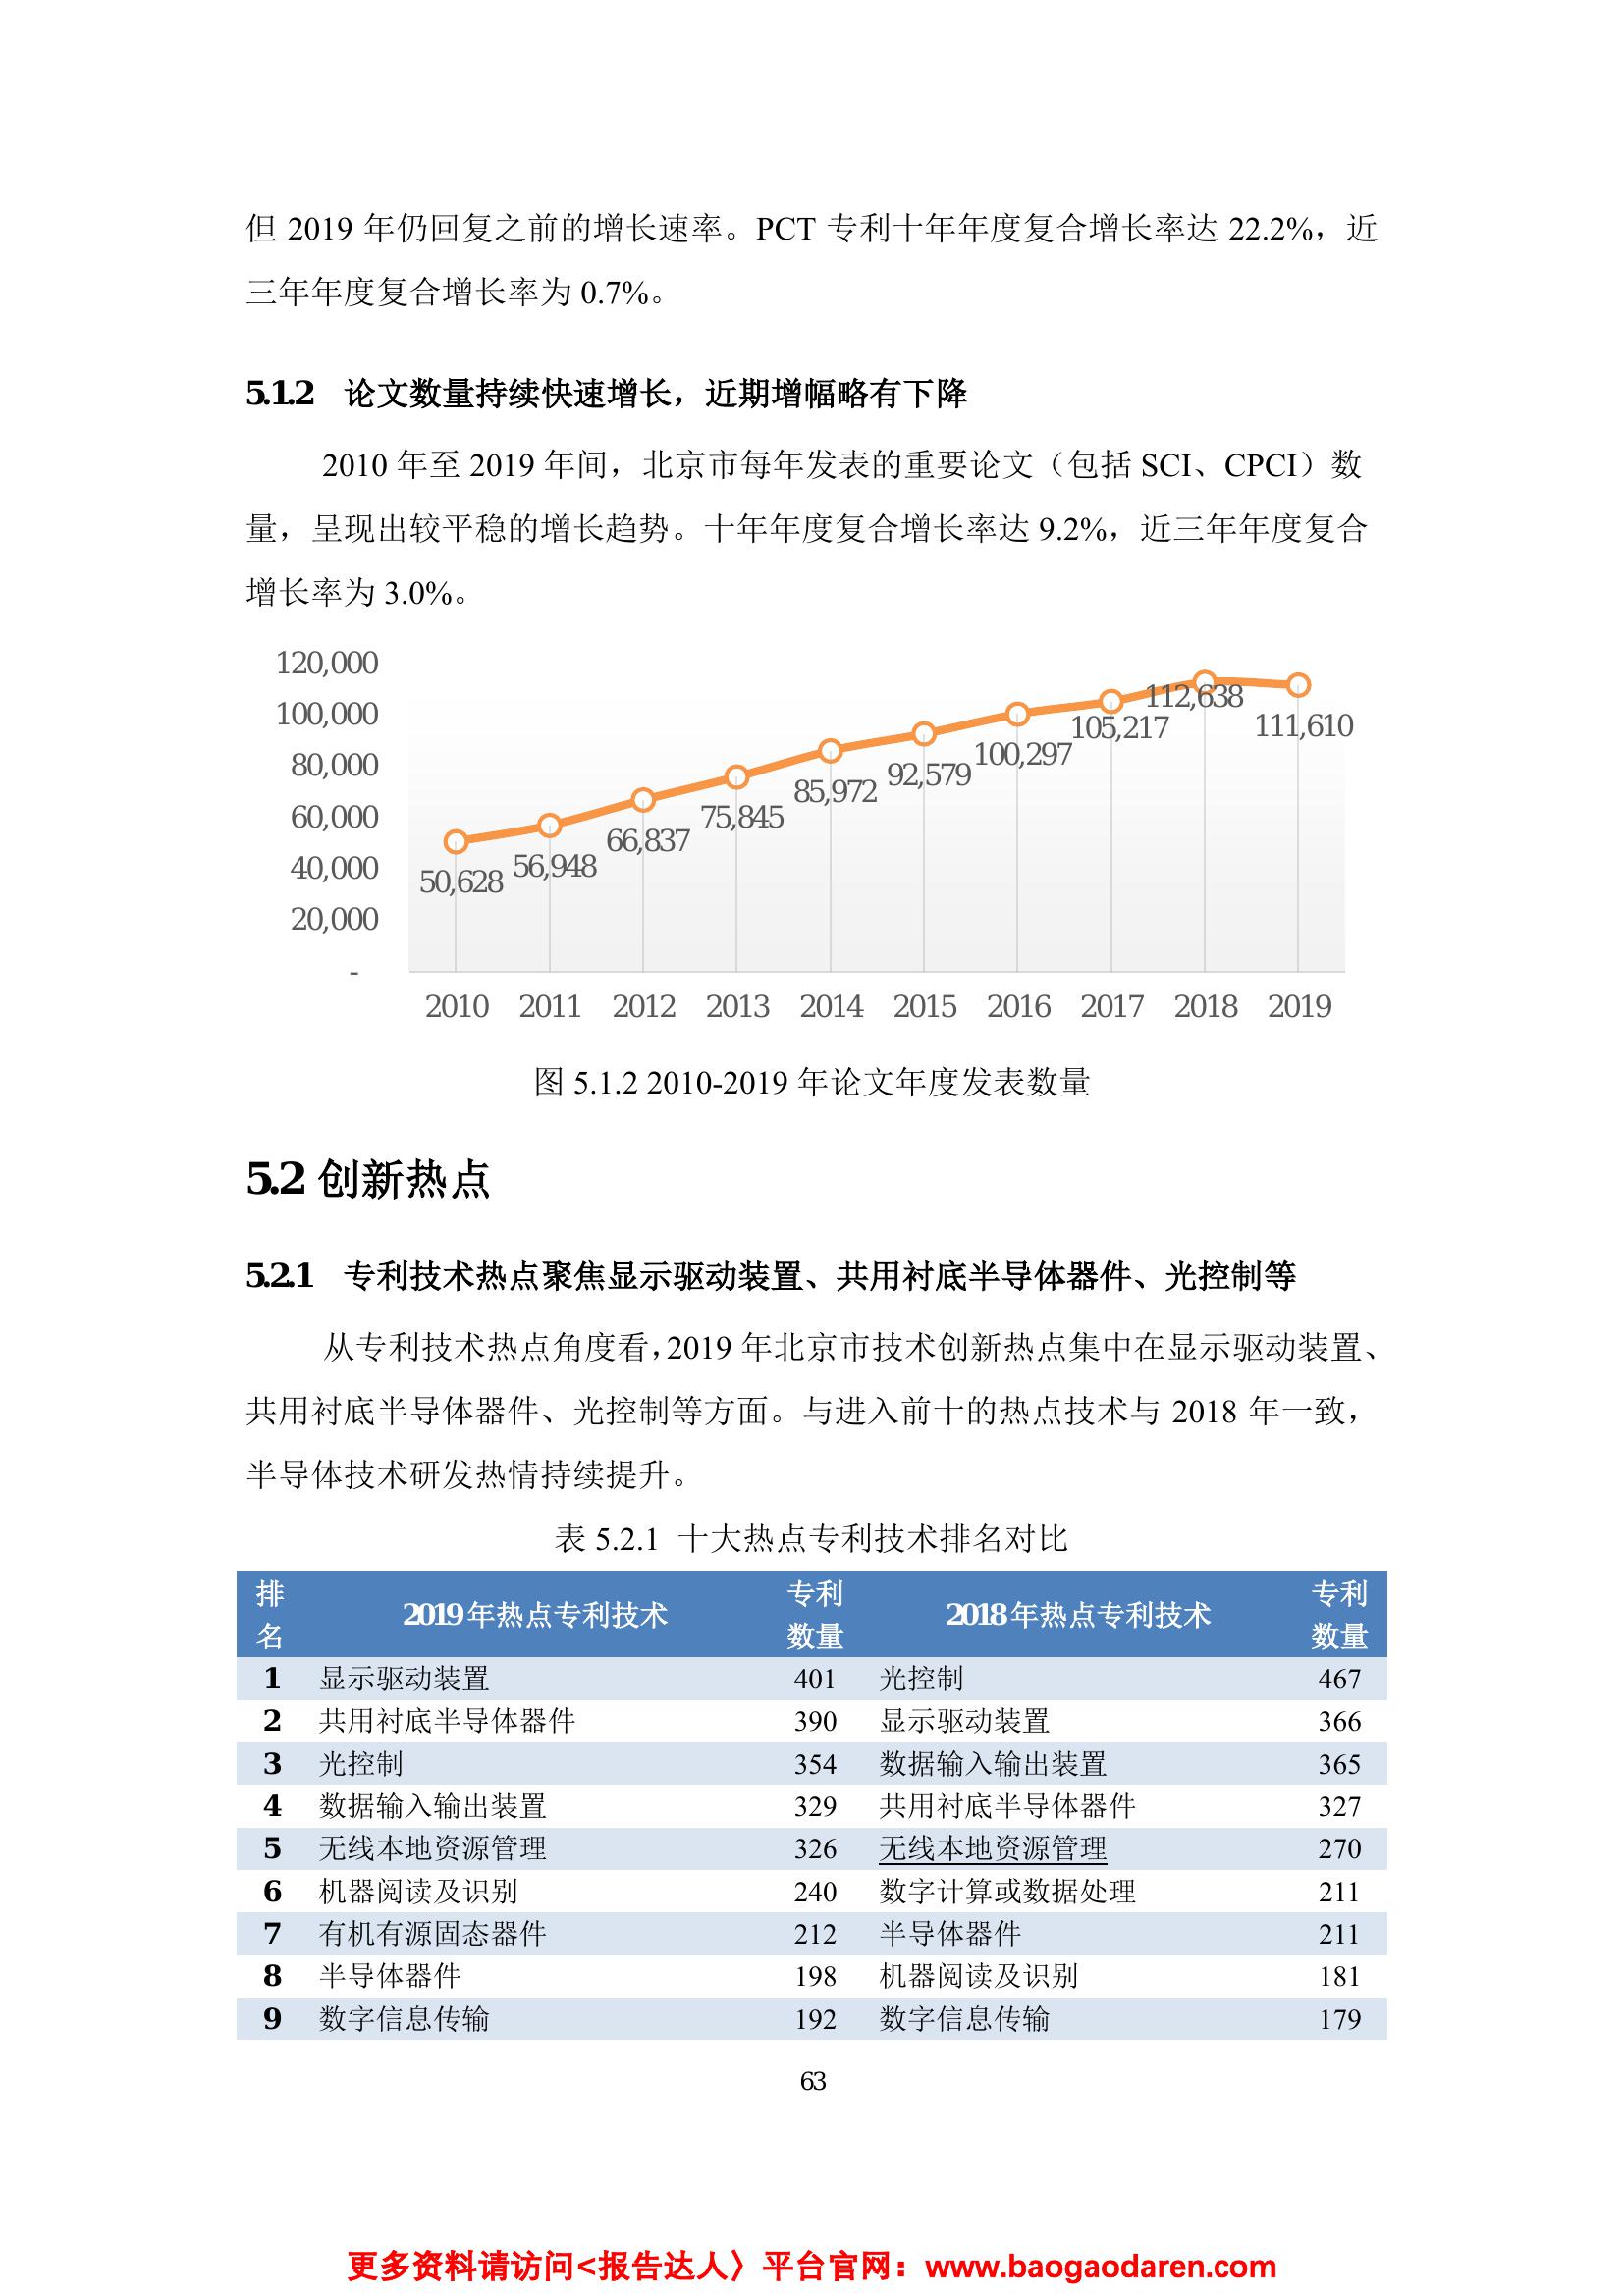 但 2019 年仍回复之前的增长速率。PCT 专利十年年度复合增长率达 22.2%，近
三年年度复合增长率为 0.7%。
5.1.2 论文数量持续快速增长，近期增幅略有下降
2010 年至 2019 年间，北京市每年发表的重要论文（包括 SCI、CPCI）数
量，呈现出较平稳的增长趋势。十年年度复合增长率达 9.2%，近三年年度复合
增长率为 3.0%。
120,000
100,000
80,000
60,000
40,000
20,000
-
50,628
56,948
66,837
75,845
85,972
92,579
100,297
105,217
112,638
111,610
2010 2011 2012 2013 2014 2015 2016 2017 2018 2019
图 5.1.2 2010-2019 年论文年度发表数量
5.2 创新热点
5.2.1 专利技术热点聚焦显示驱动装置、共用衬底半导体器件、光控制等
从专利技术热点角度看，2019 年北京市技术创新热点集中在显示驱动装置、
共用衬底半导体器件、光控制等方面。与进入前十的热点技术与 2018 年一致，
半导体技术研发热情持续提升。
表 5.2.1 十大热点专利技术排名对比
排名 2019年热点专利技术 专利数量 2018年热点专利技术 专利数量
1 显示驱动装置 401 光控制 467
2 共用衬底半导体器件 390 显示驱动装置 366
3 光控制 354 数据输入输出装置 365
4 数据输入输出装置 329 共用衬底半导体器件 327
5 无线本地资源管理 326 无线本地资源管理 270
6 机器阅读及识别 240 数字计算或数据处理 211
7 有机有源固态器件 212 半导体器件 211
8 半导体器件 198 机器阅读及识别 181
9 数字信息传输 192 数字信息传输 179
63
更多资料请访问<报告达人〉平台官网：www.baogaodaren.com